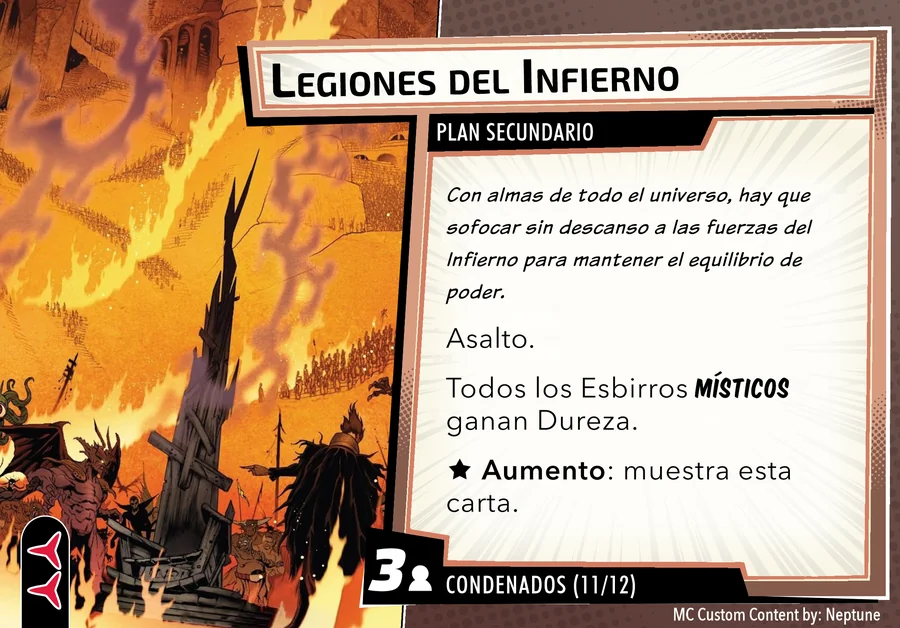 Legiones del Infierno
PLAN SECUNDARIO
Con almas de todo el universo, hay que
sofocar sin descanso a las fuerzas del
Infierno para mantener el equilibrio de
poder.
Asalto.
Todos los Esbirros MÍSTICOS
ganan Dureza.
★ Aumento: muestra esta
carta.
3
CONDENADOS (11/12)
MC Custom Content by: Neptune